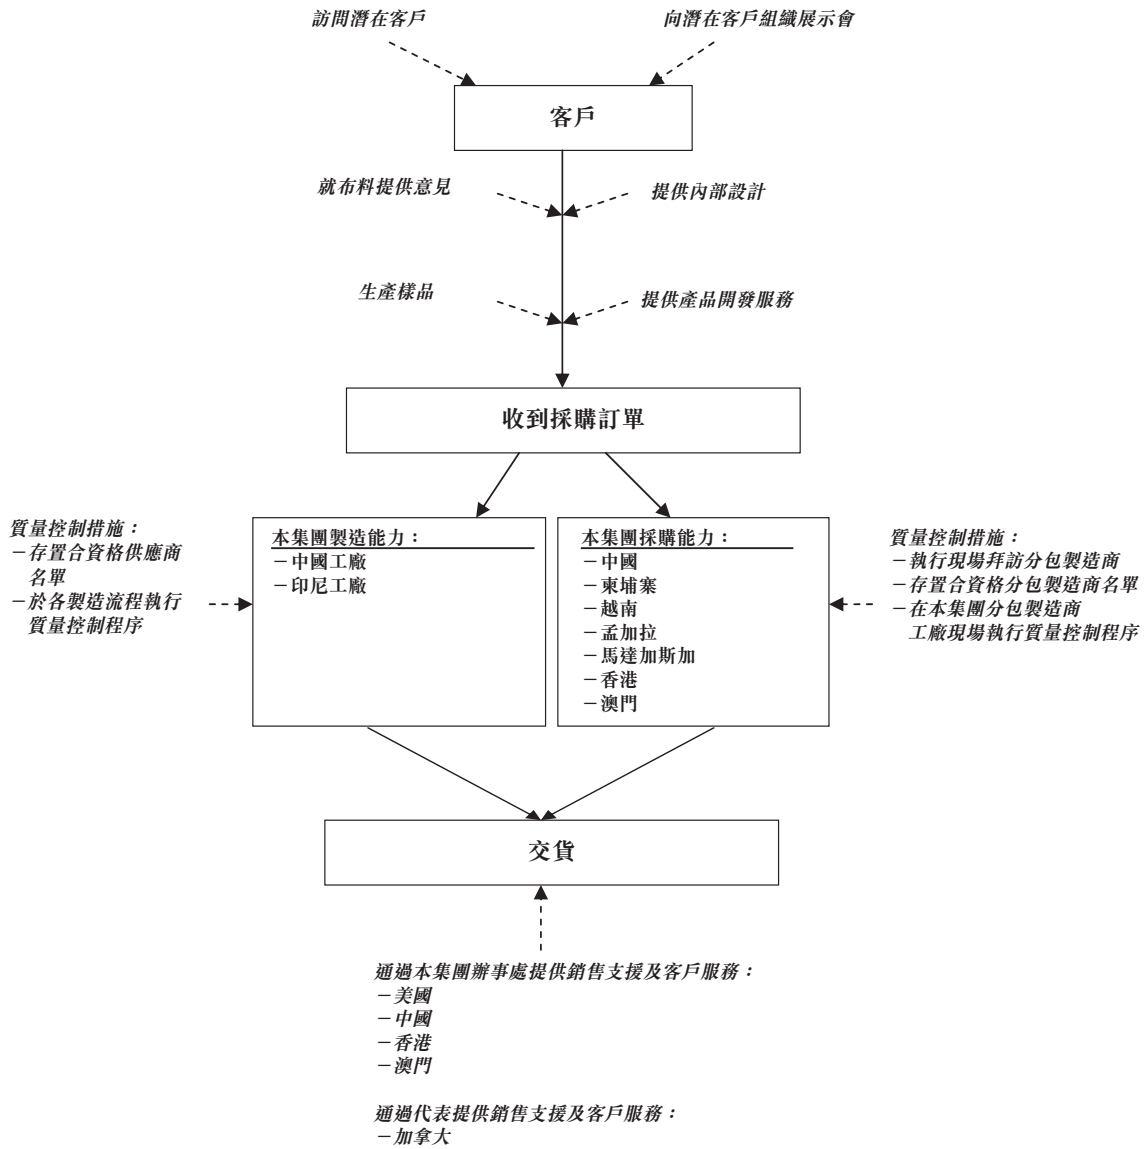 訪問潛在客戶
向潛在客戶組織展示會
客戶
就布料提供意見
提供內部設計
生產樣品
提供產品開發服務
收到採購訂單
質量控制措施：
－存置合資格供應商
名單
－於各製造流程執行
質量控制程序
本集團製造能力：
－中國工廠
－印尼工廠
本集團採購能力：
－中國
－柬埔寨
－越南
－孟加拉
－馬達加斯加
－香港
－澳門
質量控制措施：
－執行現場拜訪分包製造商
－存置合資格分包製造商名單
－在本集團分包製造商
工廠現場執行質量控制程序
交貨
通過本集團辦事處提供銷售支援及客戶服務：
－美國
－中國
－香港
－澳門
通過代表提供銷售支援及客戶服務：
－加拿大